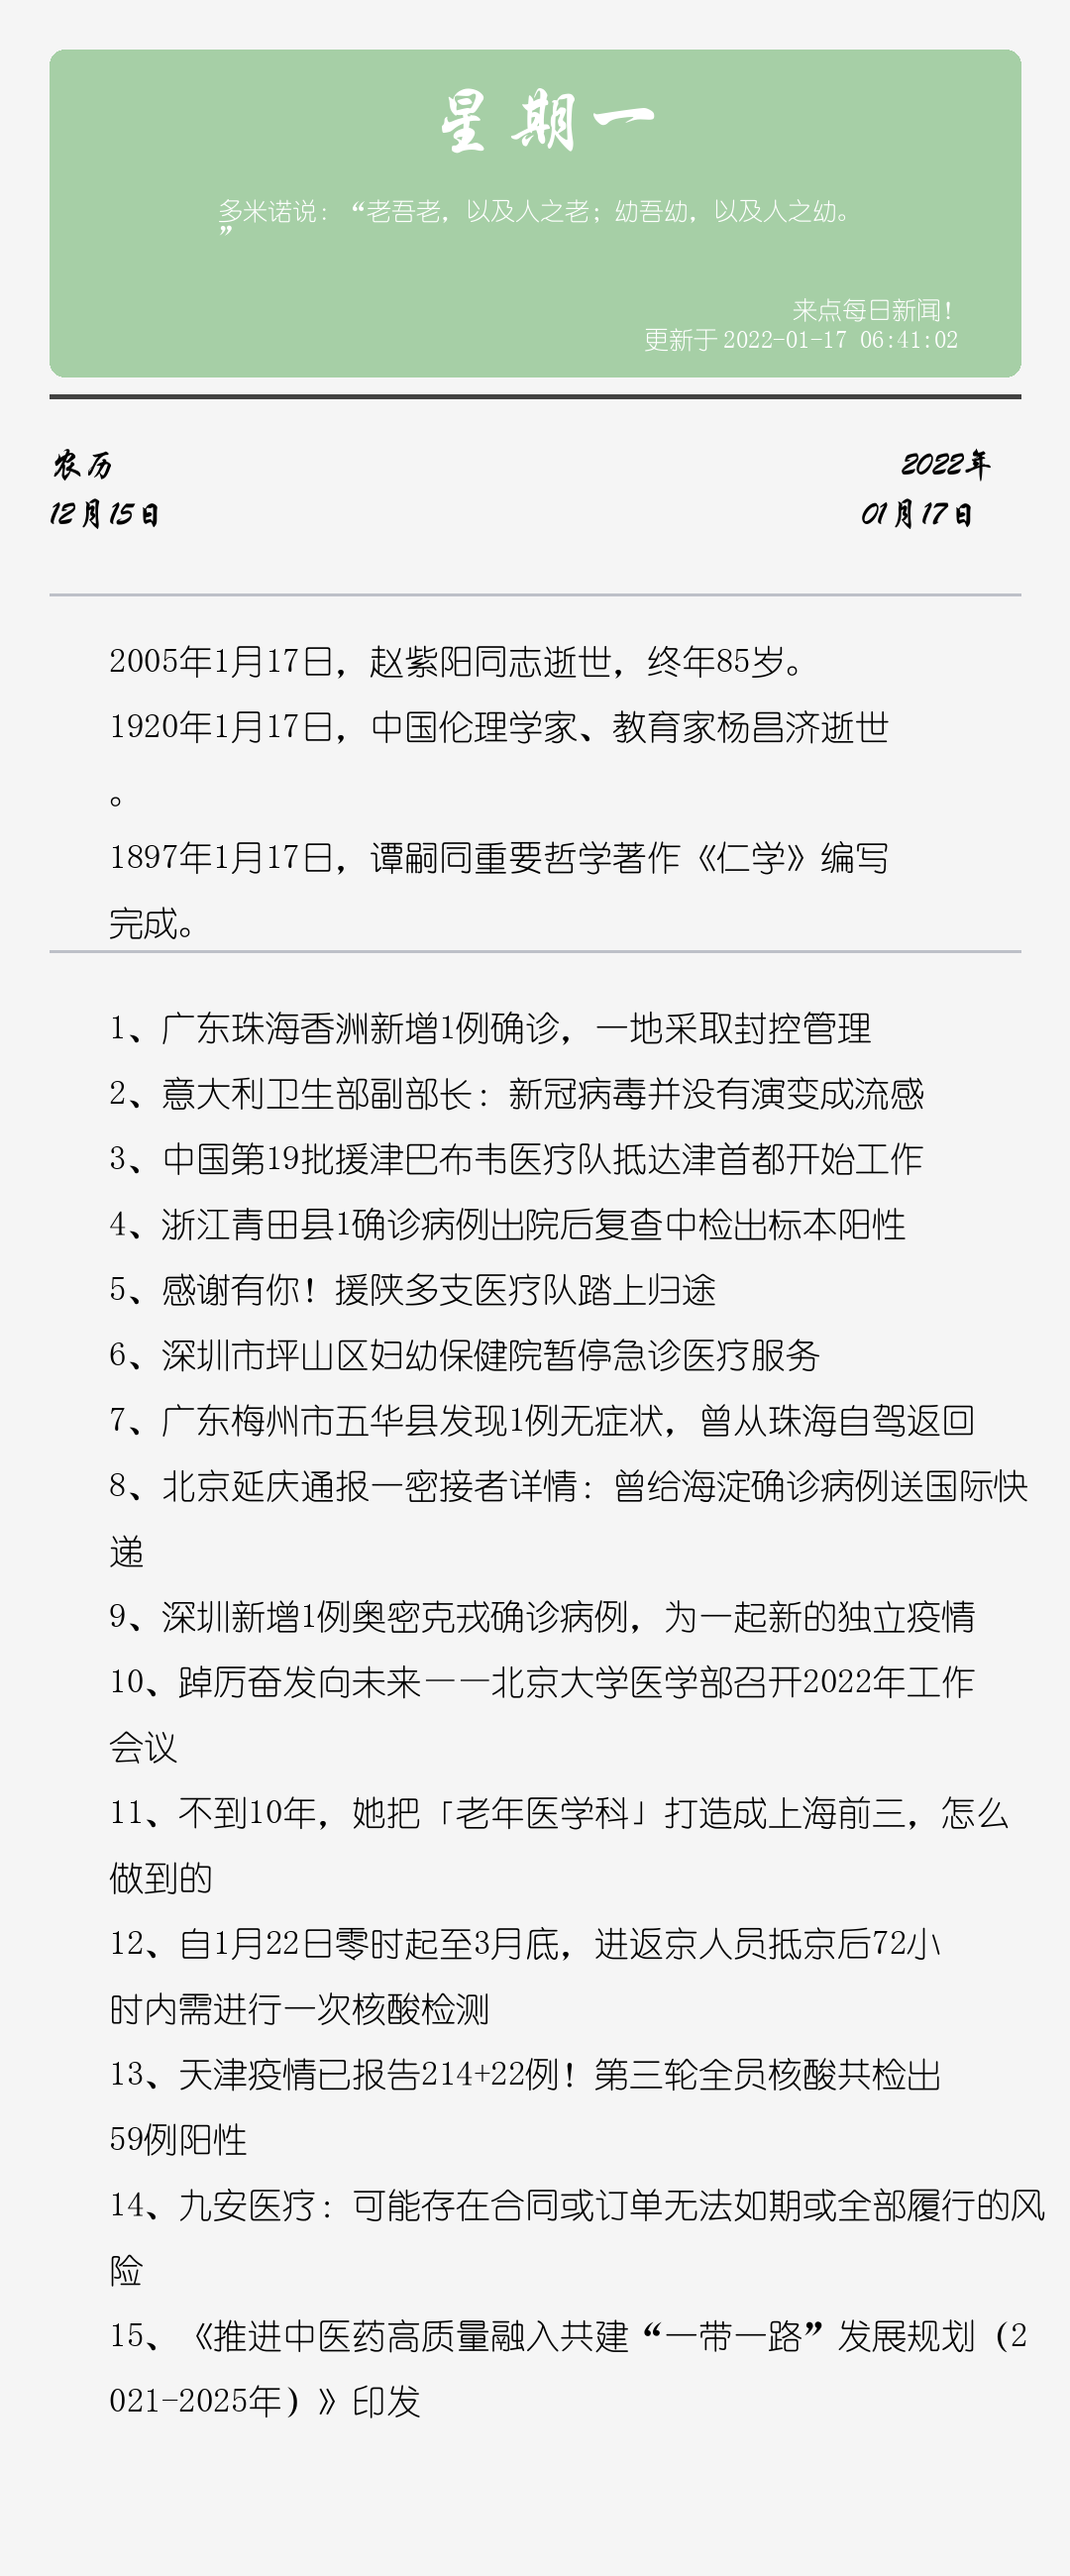 星期一
多米诺说：“老吾老，以及人之老；幼吾幼，以及人之幼。
”
来点每日新闻！
更新于 2022-01-17 06:41:02
农历
12月15日
2022年
01月17日
2005年1月17日，赵紫阳同志逝世，终年85岁。
1920年1月17日，中国伦理学家、教育家杨昌济逝世
。
1897年1月17日，谭嗣同重要哲学著作《仁学》编写
完成。
1、广东珠海香洲新增1例确诊，一地采取封控管理
2、意大利卫生部副部长：新冠病毒并没有演变成流感
3、中国第19批援津巴布韦医疗队抵达津首都开始工作
4、浙江青田县1确诊病例出院后复查中检出标本阳性
5、感谢有你！援陕多支医疗队踏上归途
6、深圳市坪山区妇幼保健院暂停急诊医疗服务
7、广东梅州市五华县发现1例无症状，曾从珠海自驾返回
8、北京延庆通报一密接者详情：曾给海淀确诊病例送国际快
递
9、深圳新增1例奥密克戎确诊病例，为一起新的独立疫情
10、踔厉奋发向未来——北京大学医学部召开2022年工作
会议
11、不到10年，她把「老年医学科」打造成上海前三，怎么
做到的
12、自1月22日零时起至3月底，进返京人员抵京后72小
时内需进行一次核酸检测
13、天津疫情已报告214+22例！第三轮全员核酸共检出
59例阳性
14、九安医疗：可能存在合同或订单无法如期或全部履行的风
险
15、《推进中医药高质量融入共建“一带一路”发展规划（2
021-2025年）》印发